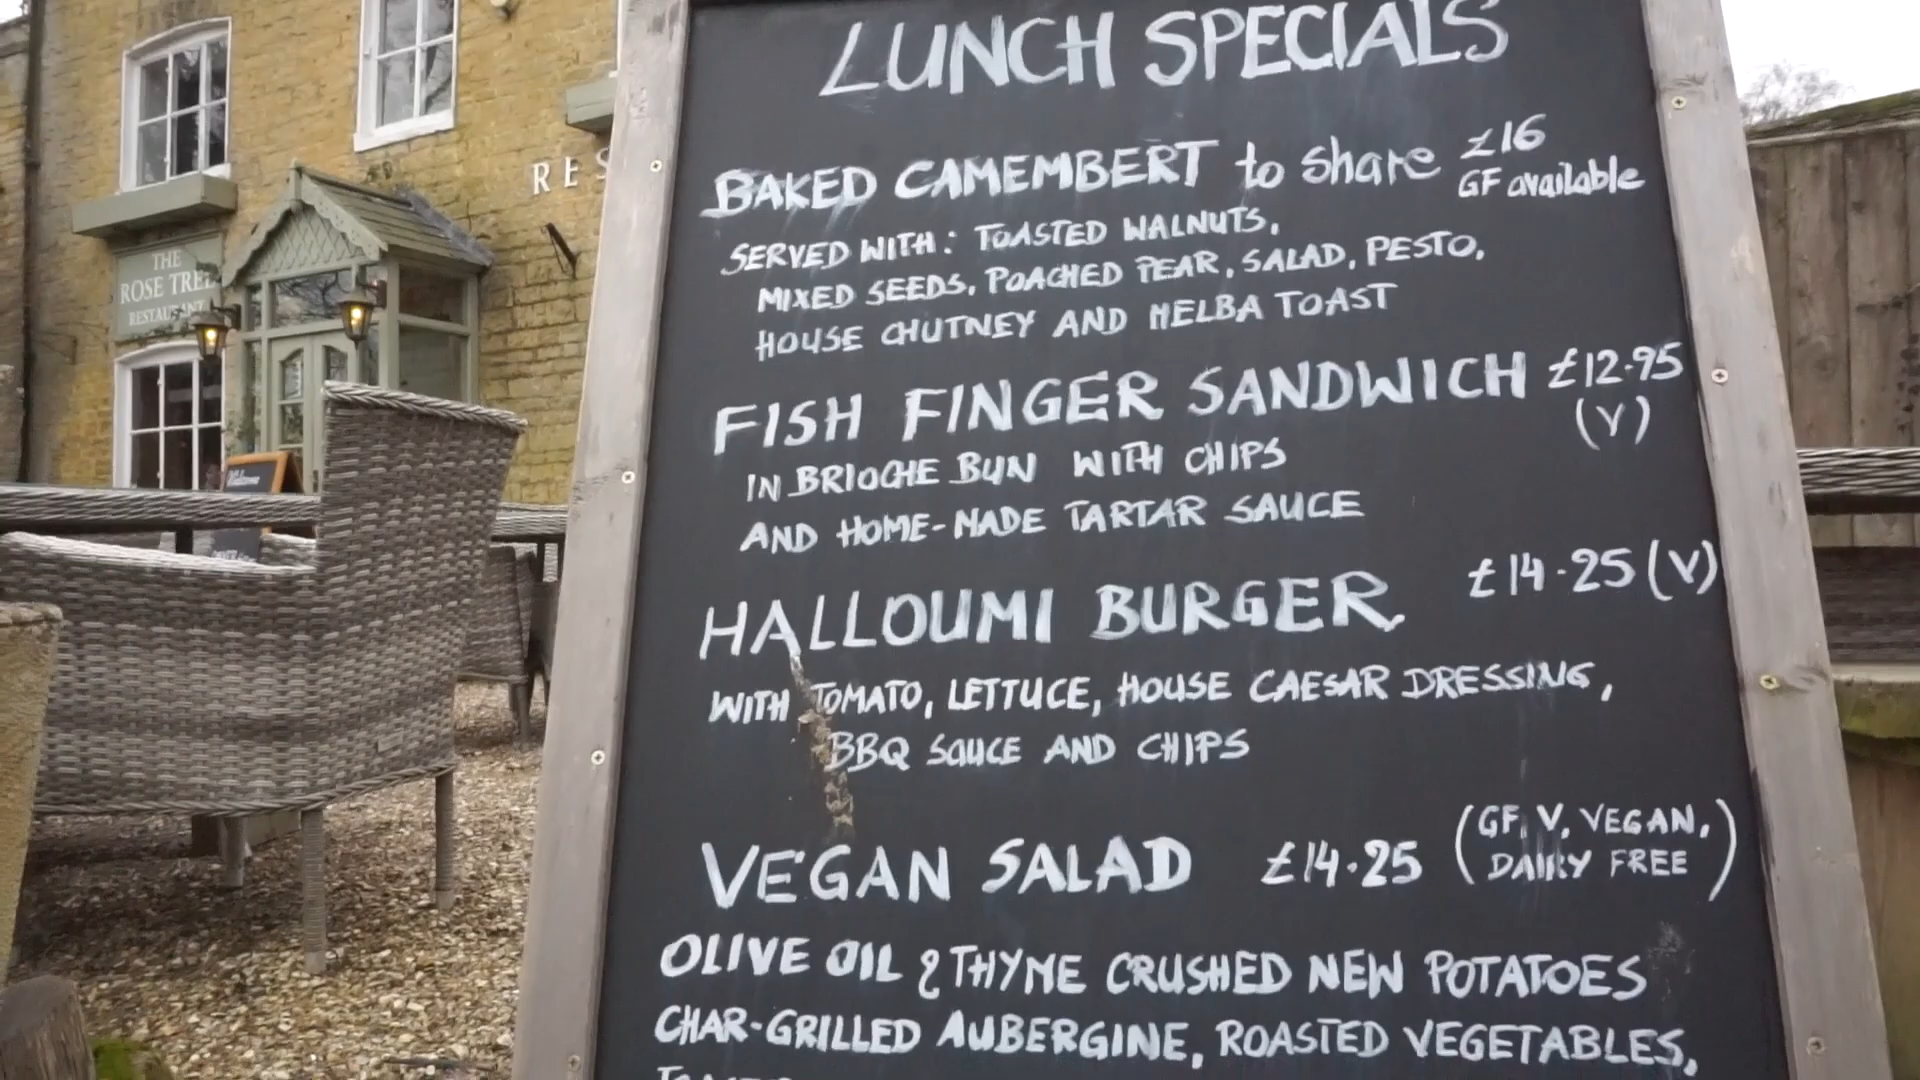 LUNCH SPECIALS
BAKED CAMEMBERT to share £16
GF available
SERVED WITH: TOASTED WALNUTS,
MIXED SEEDS, POACHED PEAR, SALAD, PESTO,
HOUSE CHUTNEY AND MELBA TOAST
FISH FINGER SANDWICH £12.95
(V)
IN BRIOCHE BUN WITH CHIPS
AND HOME-MADE TARTAR SAUCE
HALLOUMI BURGER £14.25 (V)
WITH TOMATO, LETTUCE, HOUSE CAESAR DRESSING,
BBQ SAUCE AND CHIPS
VEGAN SALAD £14.25 (GF, V, VEGAN,
DAIRY FREE)
OLIVE OIL & THYME CRUSHED NEW POTATOES
CHAR-GRILLED AUBERGINE, ROASTED VEGETABLES,
THE
ROSE TREE
RESTAURANT
RES
Welcome